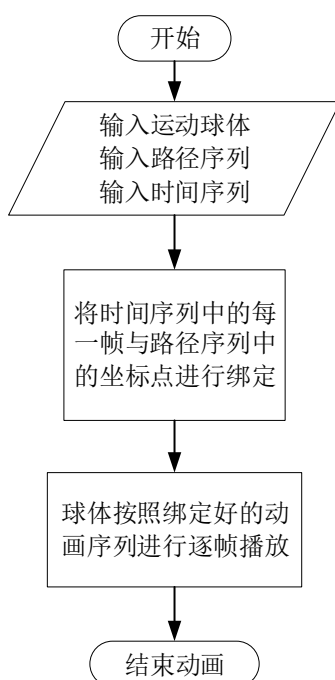 开始
输入运动球体
输入路径序列
输入时间序列
将时间序列中的每
一帧与路径序列中
的坐标点进行绑定
球体按照绑定好的动
画序列进行逐帧播放
结束动画